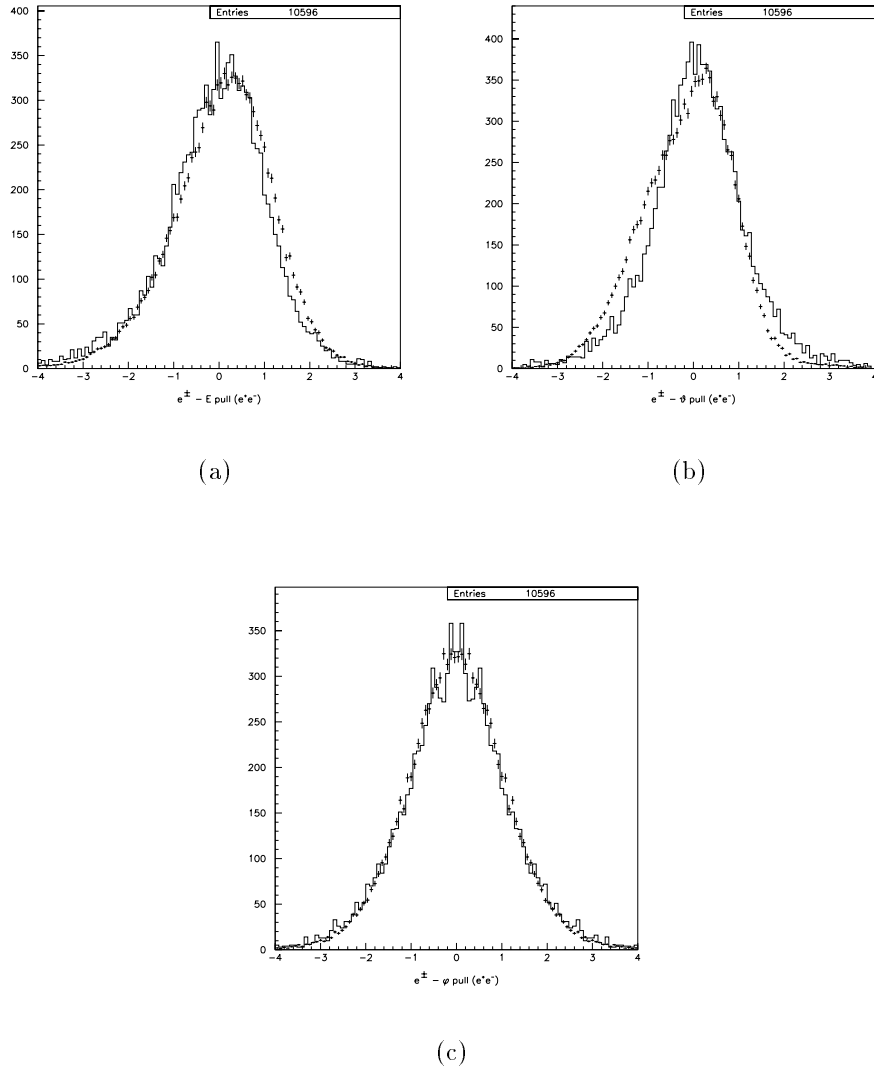 Entries 10596
400
350
300
250
200
150
100
50
0
−4 −3 −2 −1 0 1 2 3 4
e± − E pull (e+e−)
(a)
Entries 10596
400
350
300
250
200
150
100
50
0
−4 −3 −2 −1 0 1 2 3 4
e± − ϑ pull (e+e−)
(b)
Entries 10596
350
300
250
200
150
100
50
0
−4 −3 −2 −1 0 1 2 3 4
e± − φ pull (e+e−)
(c)